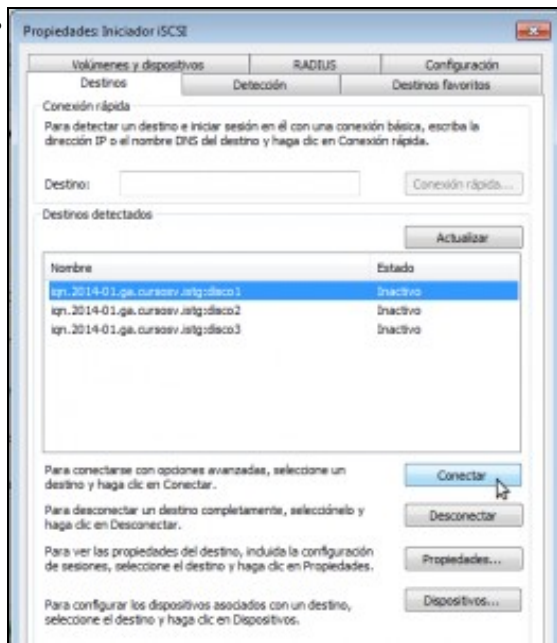 Propiedades: Iniciador iSCSI
Volúmenes y dispositivos RADIUS Configuración
Destinos Detección Destinos favoritos
Conexión rápida
Para detectar un destino e iniciar sesión en él con una conexión básica, escriba la
dirección IP o el nombre DNS del destino y haga clic en Conexión rápida.
Destino: Conexión rápida...
Destinos detectados
Actualizar
Nombre Estado
iqn.2014-01.ga.cursosv.istg:disco1 Inactivo
iqn.2014-01.ga.cursosv.istg:disco2 Inactivo
iqn.2014-01.ga.cursosv.istg:disco3 Inactivo
Para conectarse con opciones avanzadas, seleccione un
destino y haga clic en Conectar.
Conectar
Para desconectar un destino completamente, selecciónelo y
haga clic en Desconectar.
Desconectar
Para ver las propiedades del destino, incluida la configuración
de sesiones, seleccione el destino y haga clic en Propiedades.
Propiedades...
Para configurar los dispositivos asociados con un destino,
seleccione el destino y haga clic en Dispositivos.
Dispositivos...